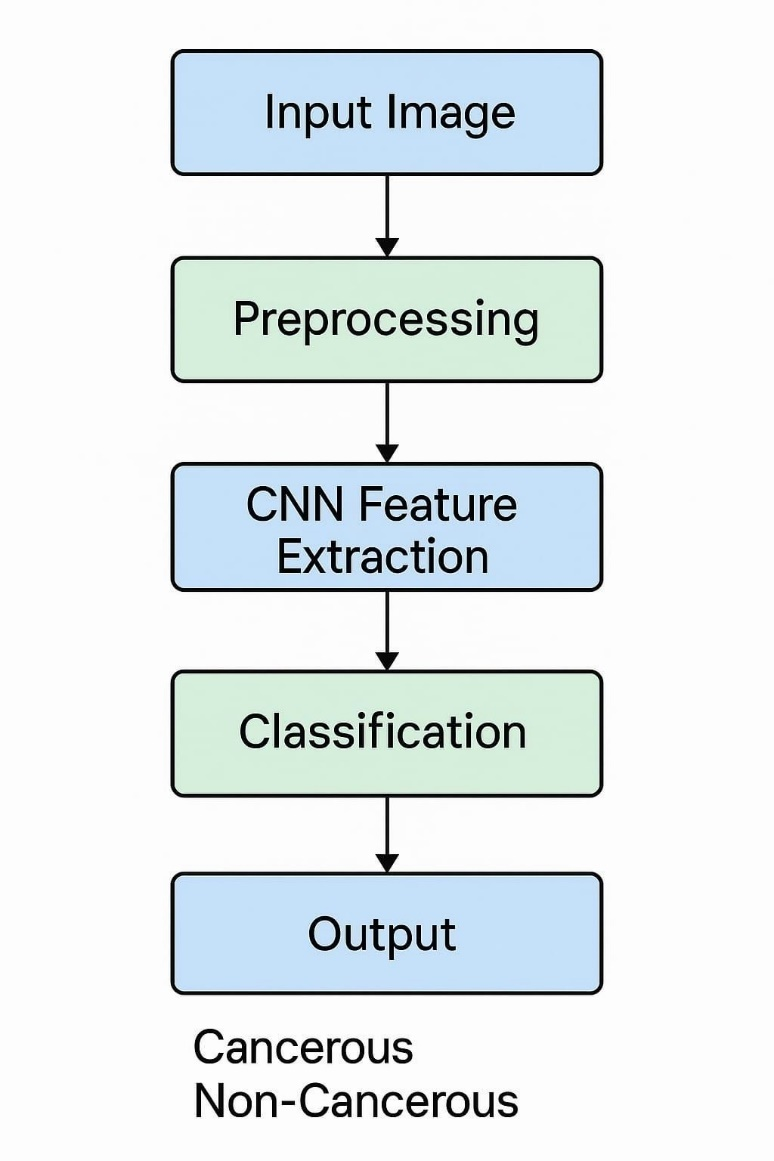 Input Image
Preprocessing
CNN Feature
Extraction
Classification
Output
Cancerous
Non-Cancerous